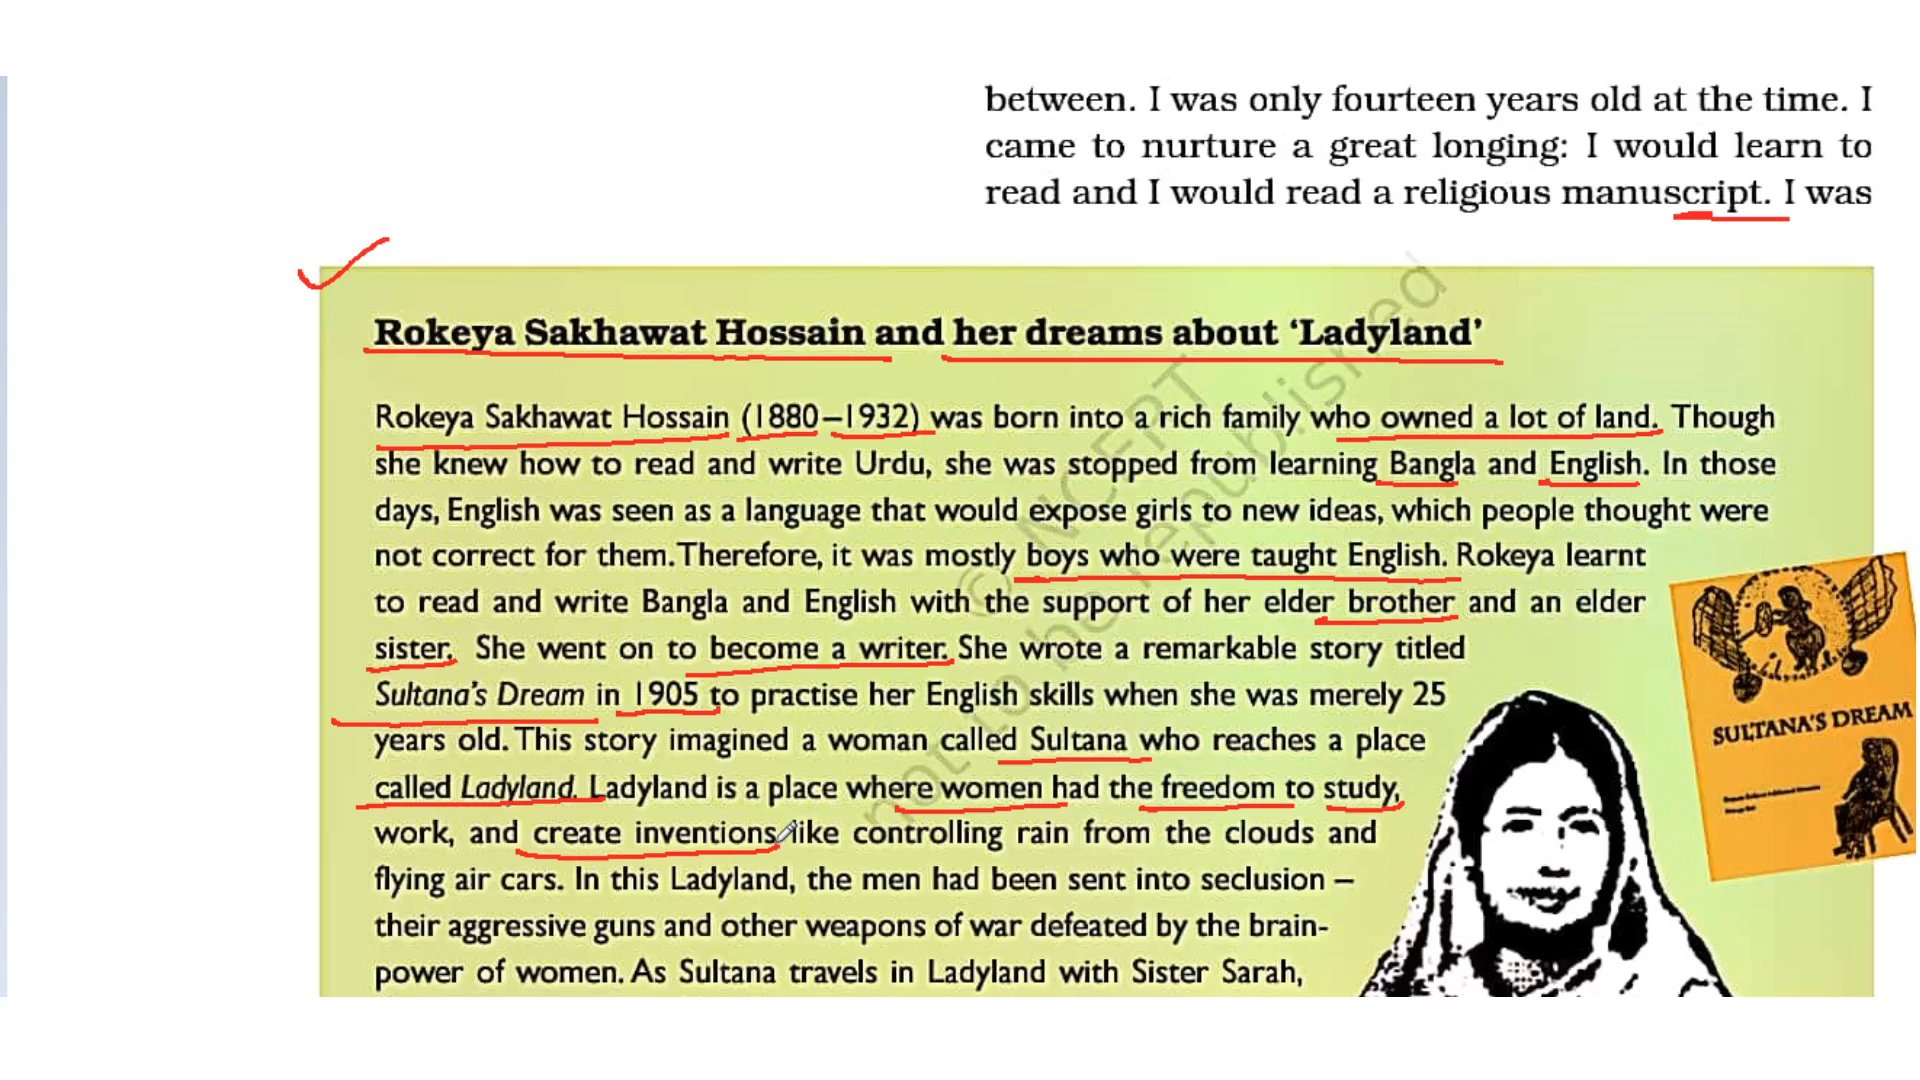 between. I was only fourteen years old at the time. I
came to nurture a great longing: I would learn to
read and I would read a religious manuscript. I was
Rokeya Sakhawat Hossain and her dreams about ‘Ladyland’
Rokeya Sakhawat Hossain (1880–1932) was born into a rich family who owned a lot of land. Though
she knew how to read and write Urdu, she was stopped from learning Bangla and English. In those
days, English was seen as a language that would expose girls to new ideas, which people thought were
not correct for them. Therefore, it was mostly boys who were taught English. Rokeya learnt
to read and write Bangla and English with the support of her elder brother and an elder
sister. She went on to become a writer. She wrote a remarkable story titled
Sultana’s Dream in 1905 to practise her English skills when she was merely 25
years old. This story imagined a woman called Sultana who reaches a place
called Ladyland. Ladyland is a place where women had the freedom to study,
work, and create inventions like controlling rain from the clouds and
flying air cars. In this Ladyland, the men had been sent into seclusion –
their aggressive guns and other weapons of war defeated by the brain-
power of women. As Sultana travels in Ladyland with Sister Sarah,
SULTANA'S DREAM
© NCERT
not to be republished